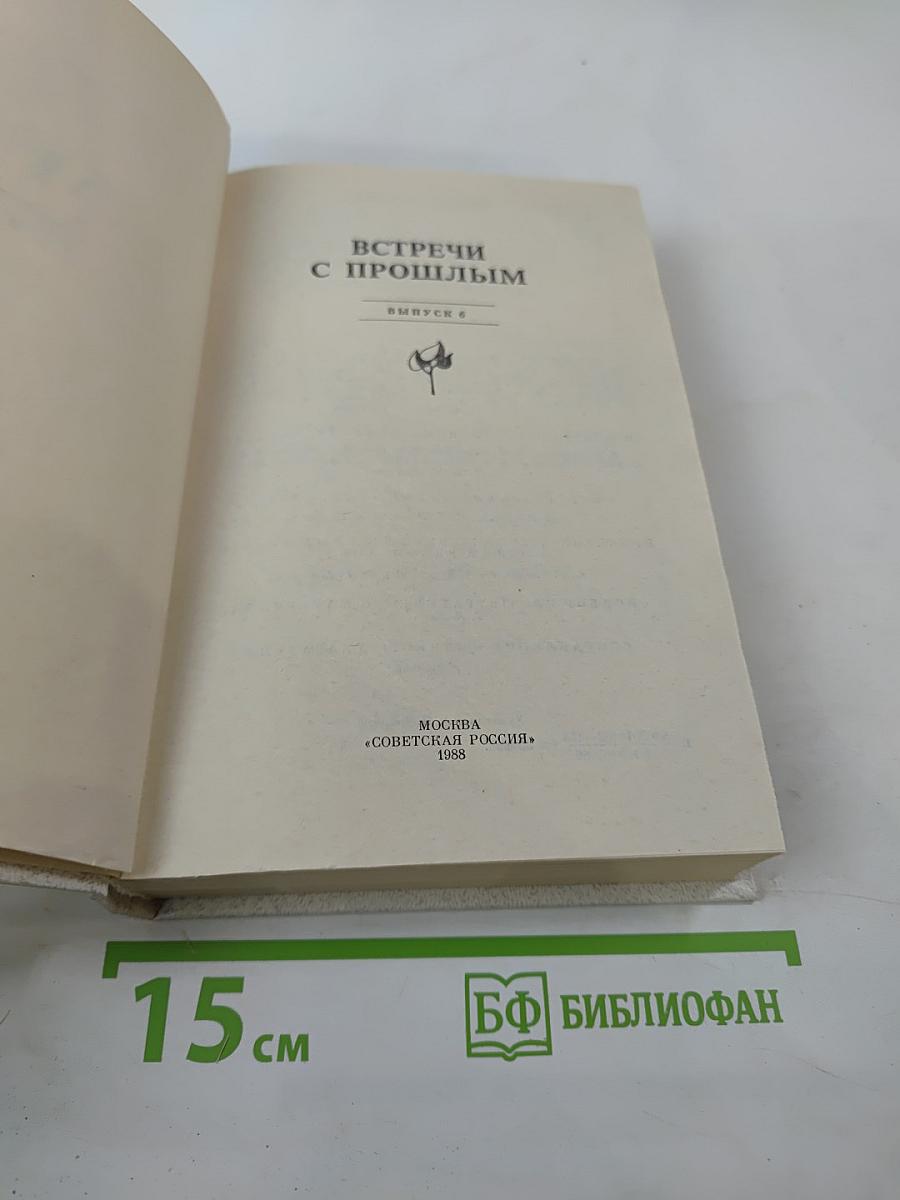 ВСТРЕЧИ
С ПРОШЛЫМ
ВЫПУСК 6
МОСКВА
«СОВЕТСКАЯ РОССИЯ»
1988
15 см
БФ БИБЛИОФАН